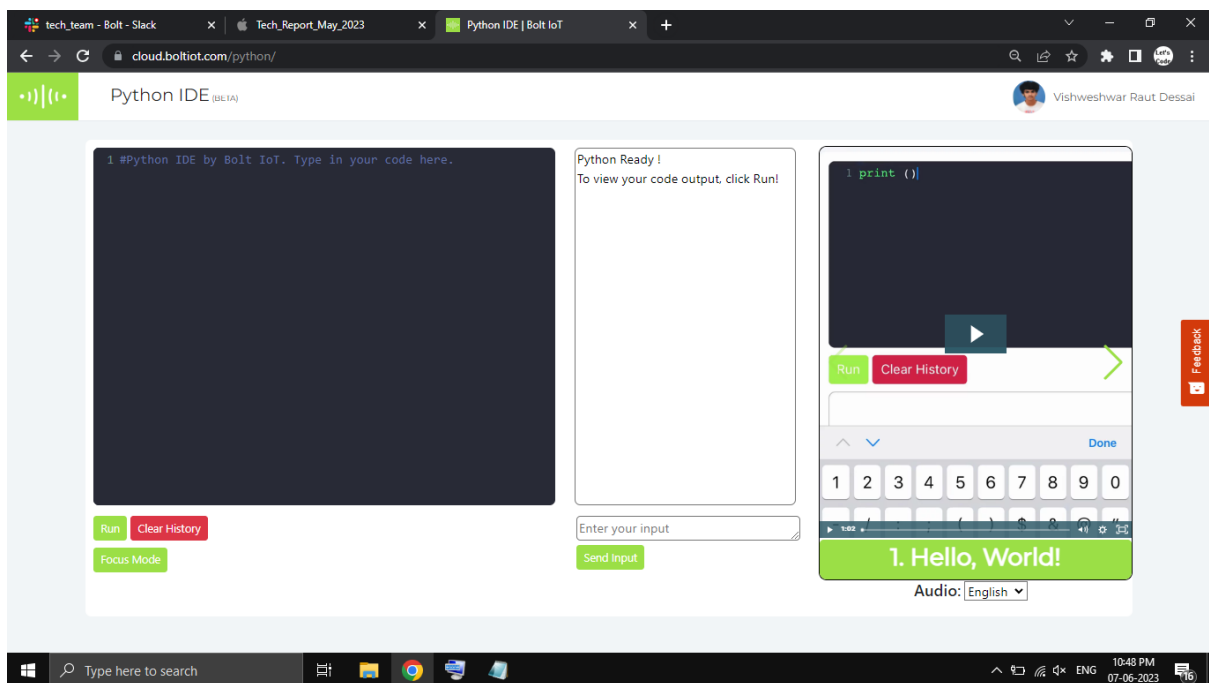 tech_team - Bolt - Slack
Tech_Report_May_2023
Python IDE | Bolt IoT
cloud.boltiot.com/python/
Let's Code
Python IDE (BETA)
Vishweshwar Raut Dessai
1 #Python IDE by Bolt IoT. Type in your code here.
Python Ready !
To view your code output, click Run!
1 print ()
Run
Clear History
Feedback
Done
1 2 3 4 5 6 7 8 9 0
- / : ; ( ) $ & @ "
1:02
1. Hello, World!
Run
Clear History
Enter your input
Focus Mode
Send Input
Audio: English
Type here to search
ENG
10:48 PM
07-06-2023
16